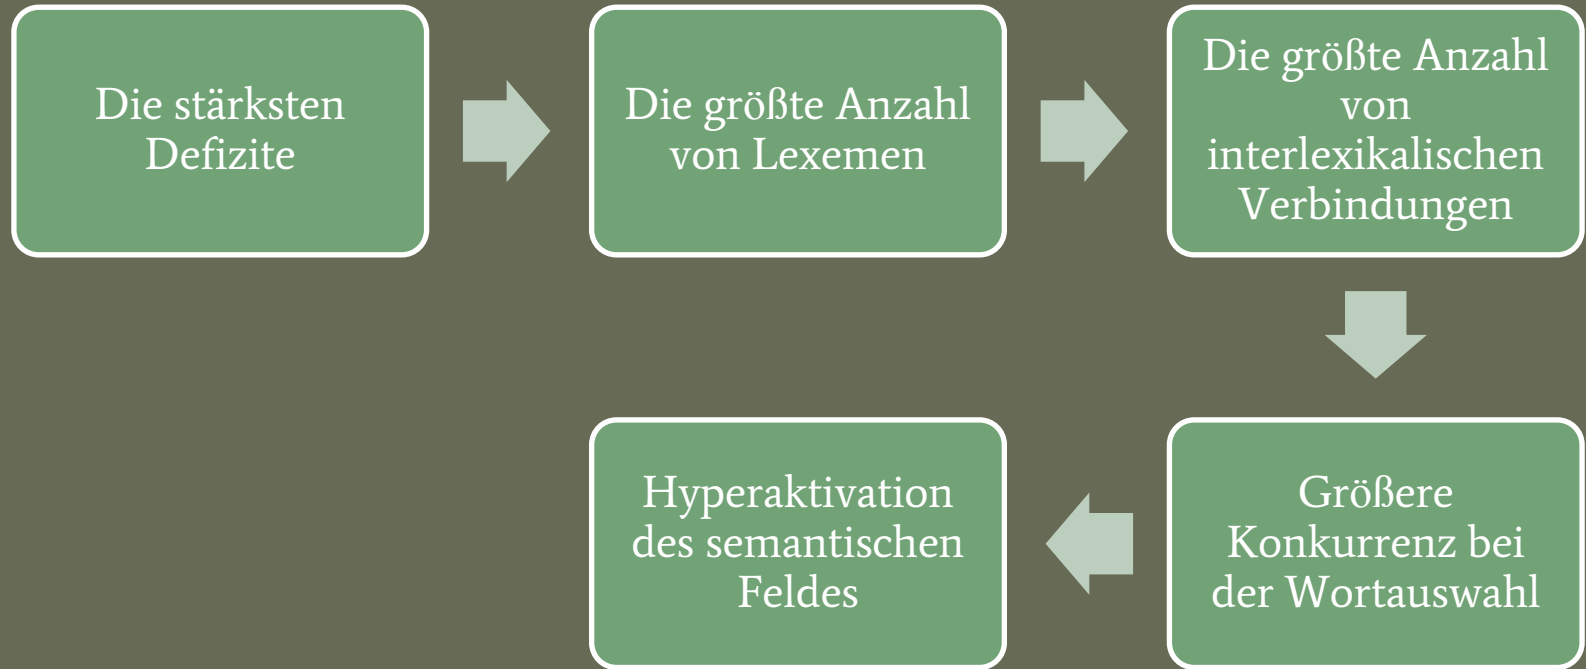 Die stärksten
Defizite
Die größte Anzahl
von Lexemen
Die größte Anzahl
von
interlexikalischen
Verbindungen
Größere
Konkurrenz bei
der Wortauswahl
Hyperaktivation
des semantischen
Feldes